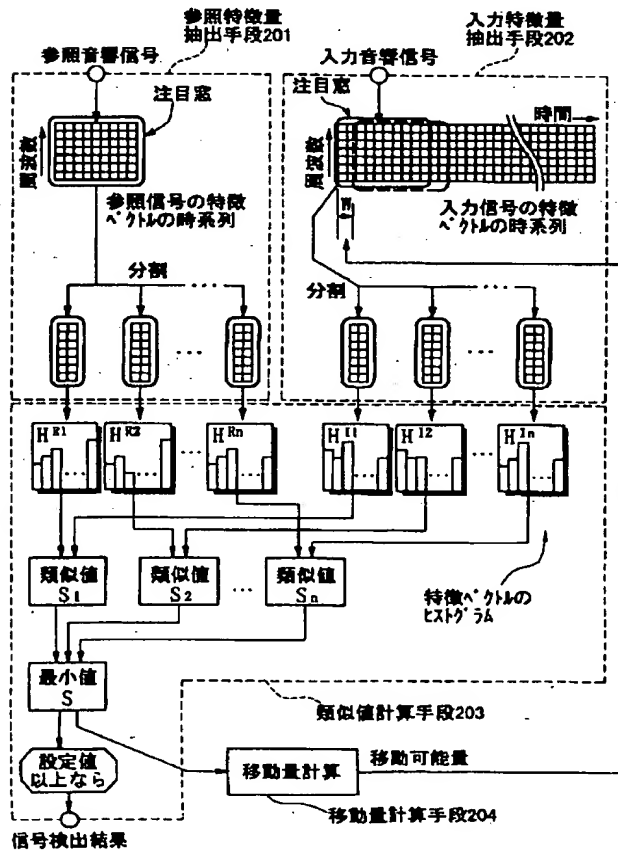 参照特徴量
抽出手段201
入力特徴量
抽出手段202
参照音響信号
入力音響信号
注目窓
周波数
参照信号の特徴
ベクトルの時系列
分割
注目窓
時間
周波数
W
入力信号の特徴
ベクトルの時系列
分割
...
...
...
...
HR1
HR2
...
HRn
HI1
HI2
...
HIn
類似値
S1
類似値
S2
...
類似値
Sn
特徴ベクトルの
ヒストグラム
最小値
S
類似値計算手段203
設定値
以上なら
移動量計算
移動可能量
移動量計算手段204
信号検出結果